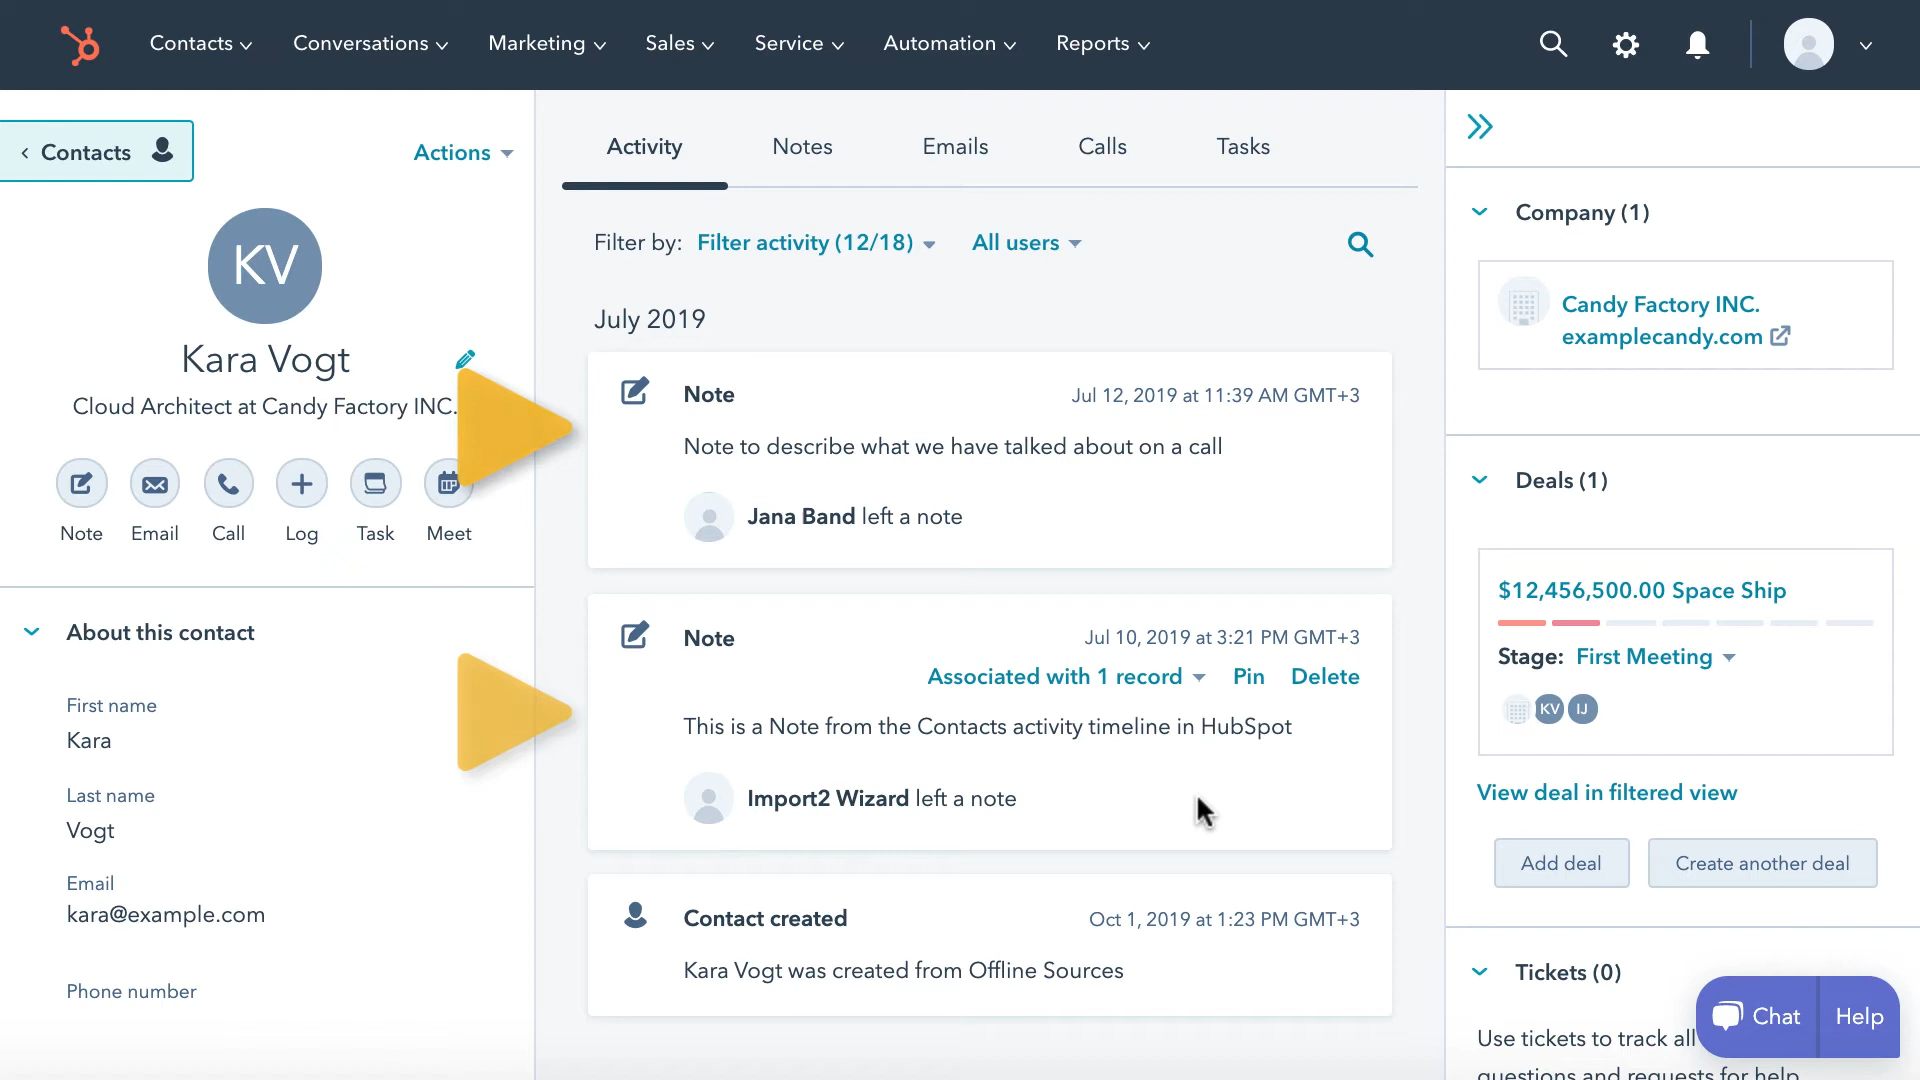 Contacts
Conversations
Marketing
Sales
Service
Automation
Reports
Contacts
Actions
KV
Kara Vogt
Cloud Architect at Candy Factory INC.
Note
Email
Call
Log
Task
Meet
About this contact
First name
Kara
Last name
Vogt
Email
kara@example.com
Phone number
Activity
Notes
Emails
Calls
Tasks
Filter by: Filter activity (12/18) All users
July 2019
Note
Jul 12, 2019 at 11:39 AM GMT+3
Note to describe what we have talked about on a call
Jana Band left a note
Note
Jul 10, 2019 at 3:21 PM GMT+3
Associated with 1 record Pin Delete
This is a Note from the Contacts activity timeline in HubSpot
Import2 Wizard left a note
Contact created
Oct 1, 2019 at 1:23 PM GMT+3
Kara Vogt was created from Offline Sources
Company (1)
Candy Factory INC.
examplecandy.com
Deals (1)
$12,456,500.00 Space Ship
Stage: First Meeting
KV
IJ
View deal in filtered view
Add deal
Create another deal
Tickets (0)
Use tickets to track all
questions and requests for help
Chat
Help